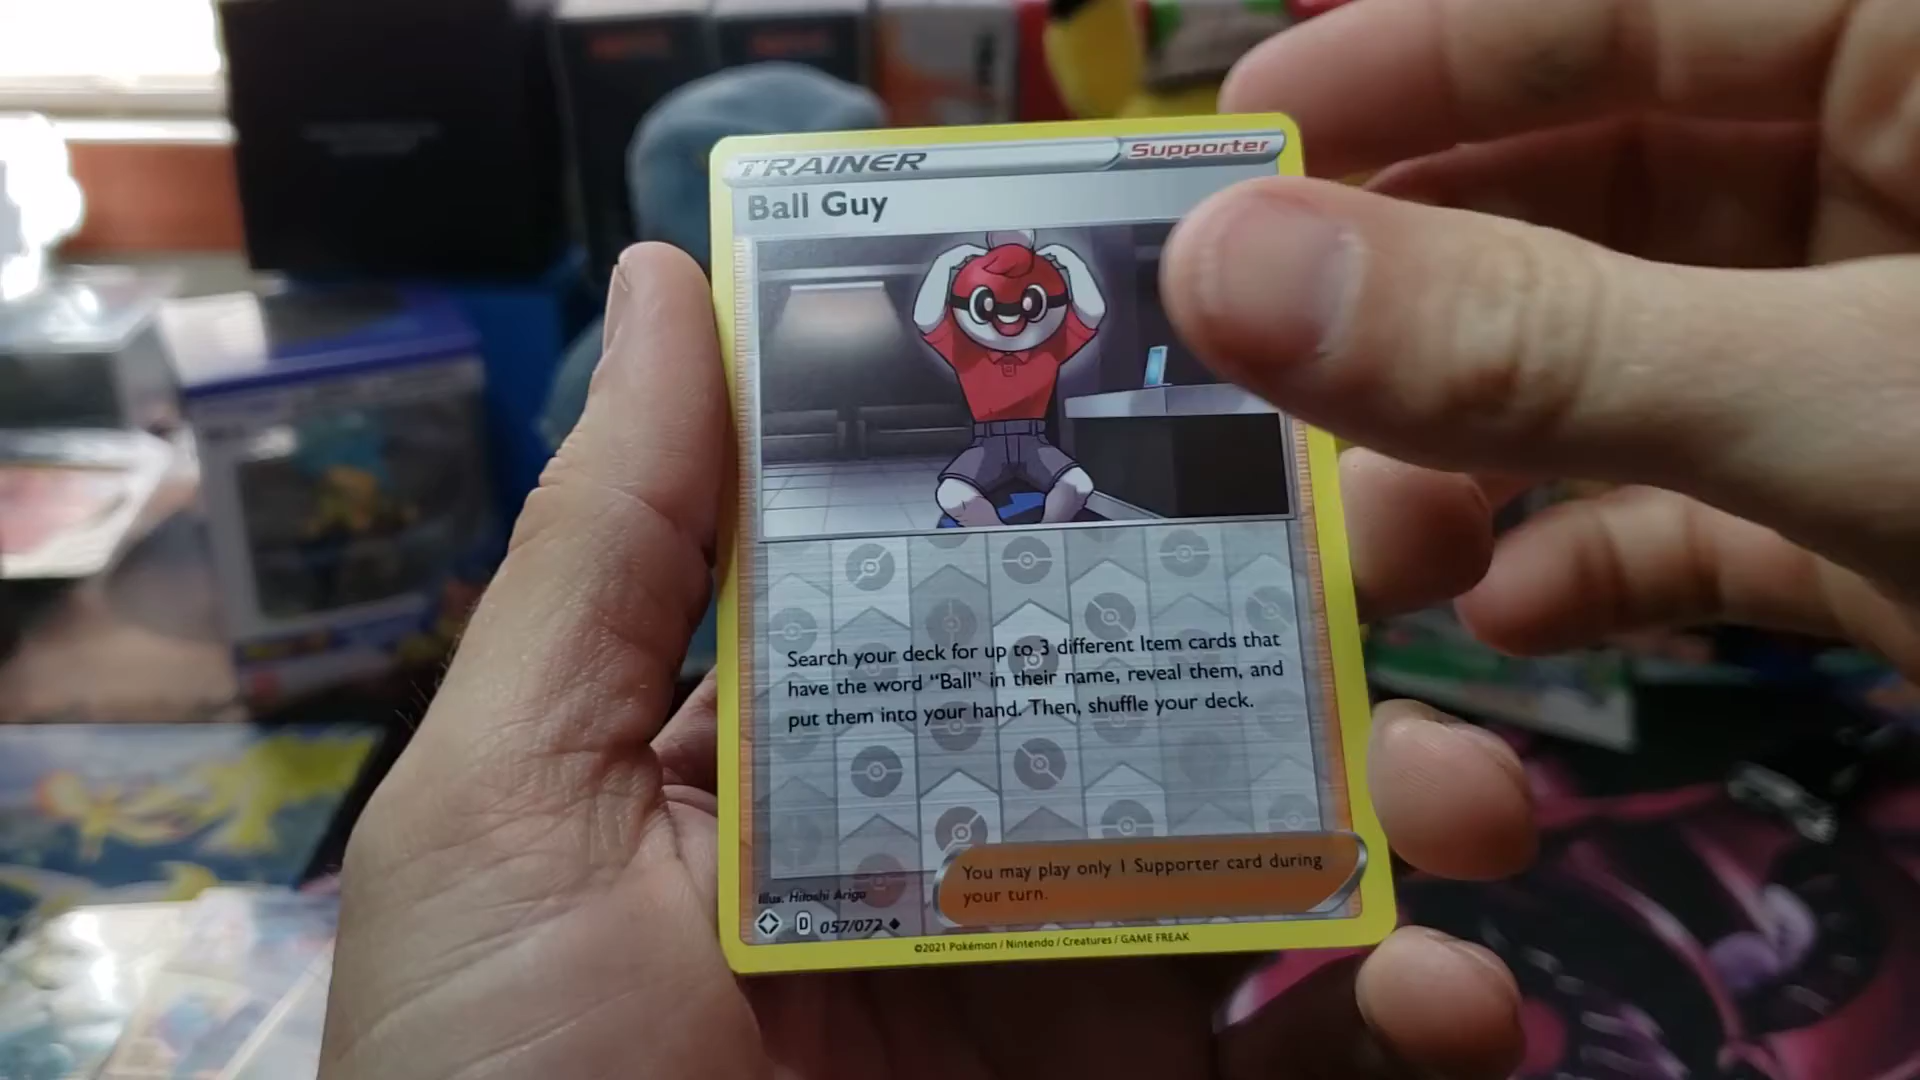 TRAINER
Supporter
Ball Guy
Search your deck for up to 3 different Item cards that
have the word “Ball” in their name, reveal them, and
put them into your hand. Then, shuffle your deck.
You may play only 1 Supporter card during
your turn.
Illus. Hitoshi Ariga
D 057/072
©2021 Pokémon / Nintendo / Creatures / GAME FREAK